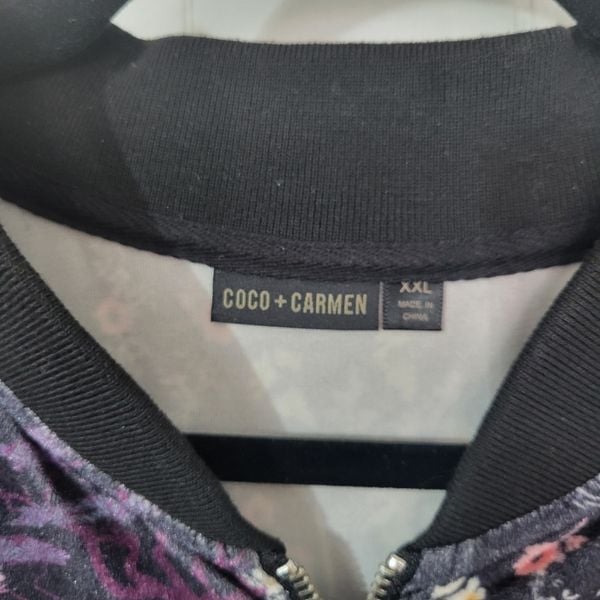 COCO + CARMEN
XXL
MADE IN
CHINA